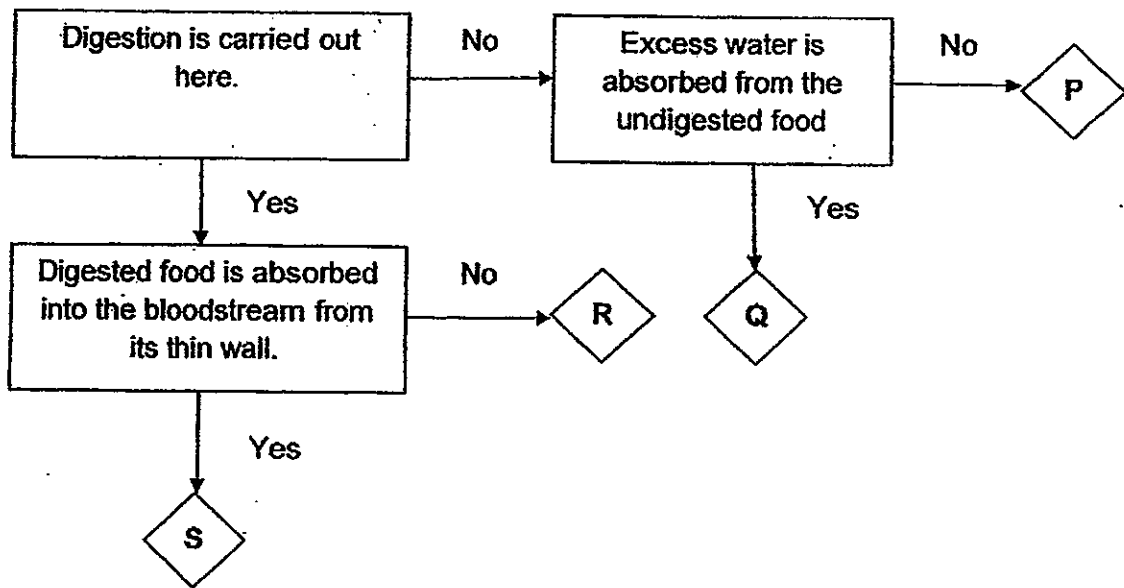 Digestion is carried out
here.
No
Excess water is
absorbed from the
undigested food
No
P
Yes
Yes
Digested food is absorbed
into the bloodstream from
its thin wall.
No
R
Q
Yes
S